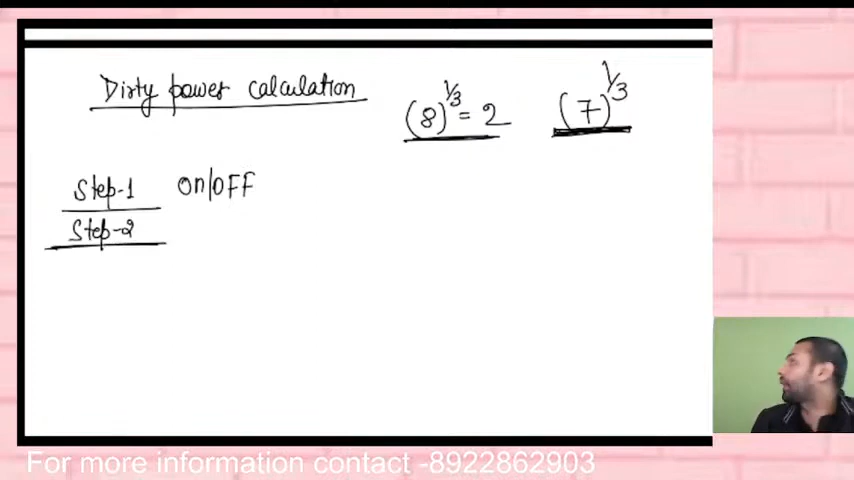 Dirty power calculation
(8)^1/3 = 2
(7)^1/3
Step-1 ON/OFF
Step-2
For more information contact -8922862903